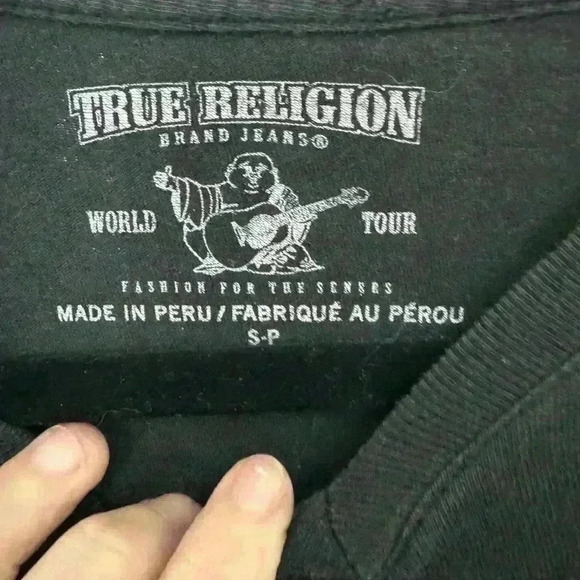 TRUE RELIGION
BRAND JEANS®
WORLD TOUR
FASHION FOR THE SENSES
MADE IN PERU / FABRIQUÉ AU PÉROU
S-P